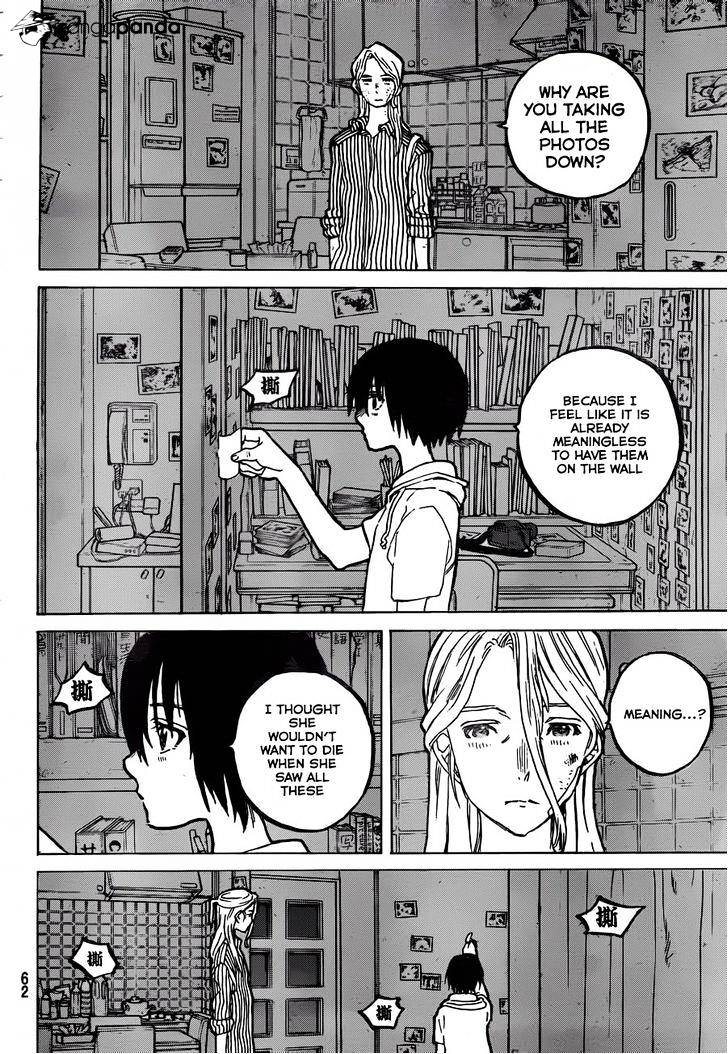 mangapanda
WHY ARE
YOU TAKING
ALL THE
PHOTOS
DOWN?
BECAUSE I
FEEL LIKE IT IS
ALREADY
MEANINGLESS
TO HAVE THEM
ON THE WALL
撕
MEANING...?
I THOUGHT
SHE
WOULDN'T
WANT TO DIE
WHEN SHE
SAW ALL
THESE
撕
撕
撕
撕
62